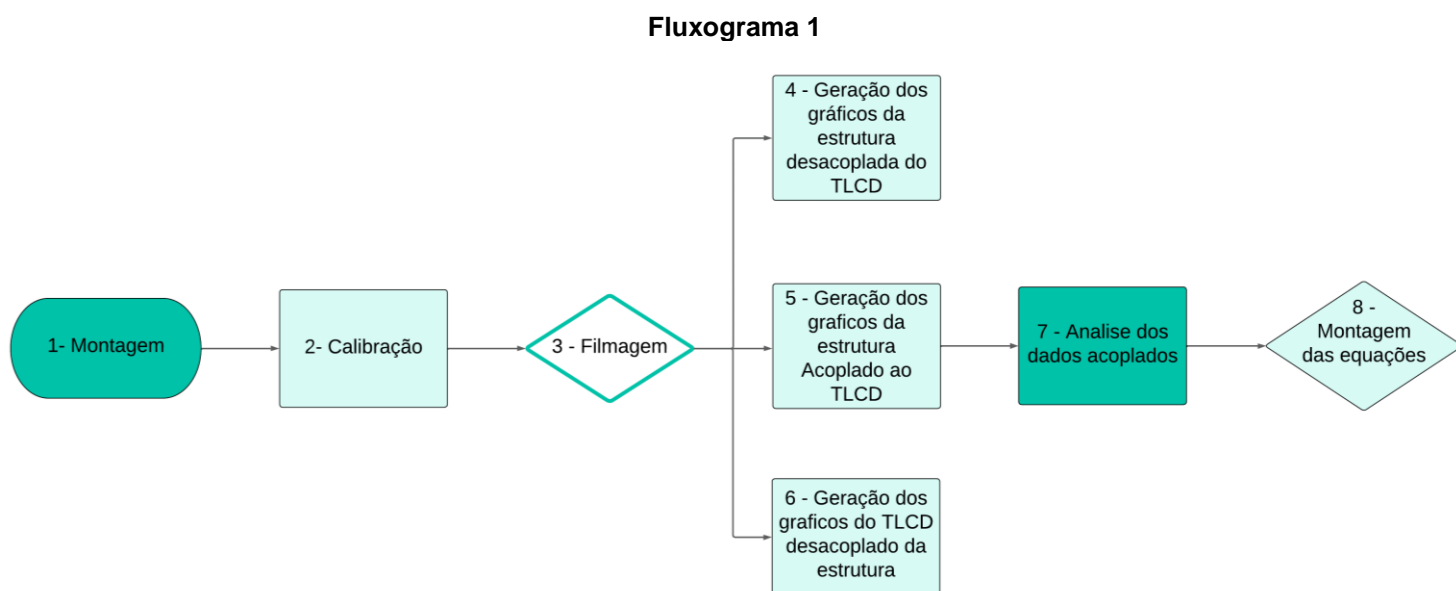 Fluxograma 1
1- Montagem
2- Calibração
3 - Filmagem
4 - Geração dos
gráficos da
estrutura
desacoplada do
TLCD
5 - Geração dos
graficos da
estrutura
Acoplado ao
TLCD
6 - Geração dos
graficos do TLCD
desacoplado da
estrutura
7 - Analise dos
dados acoplados
8 -
Montagem
das equações